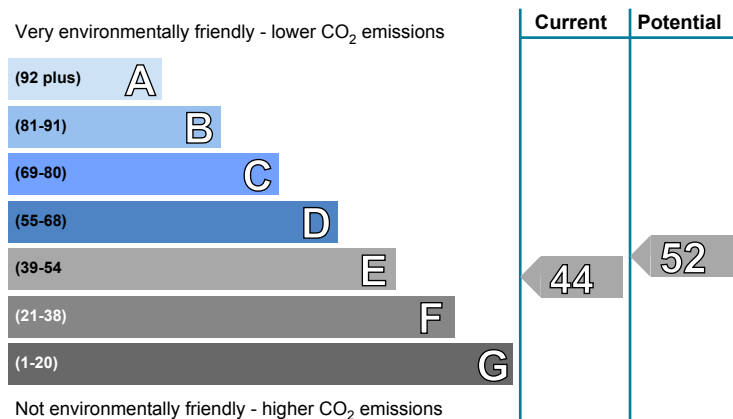 Current Potential
Very environmentally friendly - lower CO₂ emissions
(92 plus) A
(81-91) B
(69-80) C
(55-68) D
(39-54 E
44 52
(21-38) F
(1-20) G
Not environmentally friendly - higher CO₂ emissions